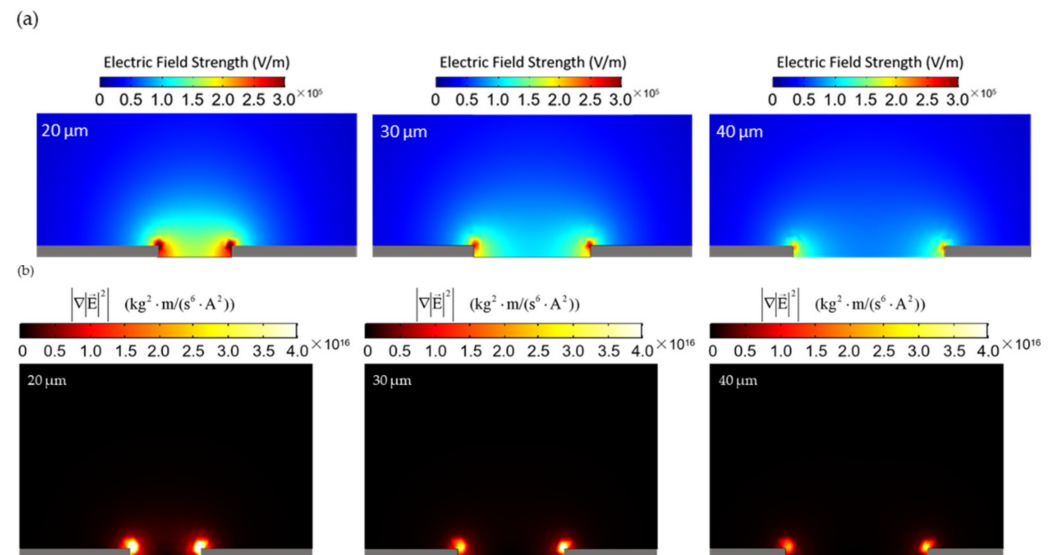 (a)
Electric Field Strength (V/m) Electric Field Strength (V/m) Electric Field Strength (V/m)
0 0.5 1.0 1.5 2.0 2.5 3.0 ×10⁵ 0 0.5 1.0 1.5 2.0 2.5 3.0 ×10⁵ 0 0.5 1.0 1.5 2.0 2.5 3.0 ×10⁵
20 μm 30 μm 40 μm
(b)
|∇|E⃗|²| (kg²·m/(s⁶·A²)) |∇|E⃗|²| (kg²·m/(s⁶·A²)) |∇|E⃗|²| (kg²·m/(s⁶·A²))
0 0.5 1.0 1.5 2.0 2.5 3.0 3.5 4.0 ×10¹⁶ 0 0.5 1.0 1.5 2.0 2.5 3.0 3.5 4.0 ×10¹⁶ 0 0.5 1.0 1.5 2.0 2.5 3.0 3.5 4.0 ×10¹⁶
20 μm 30 μm 40 μm